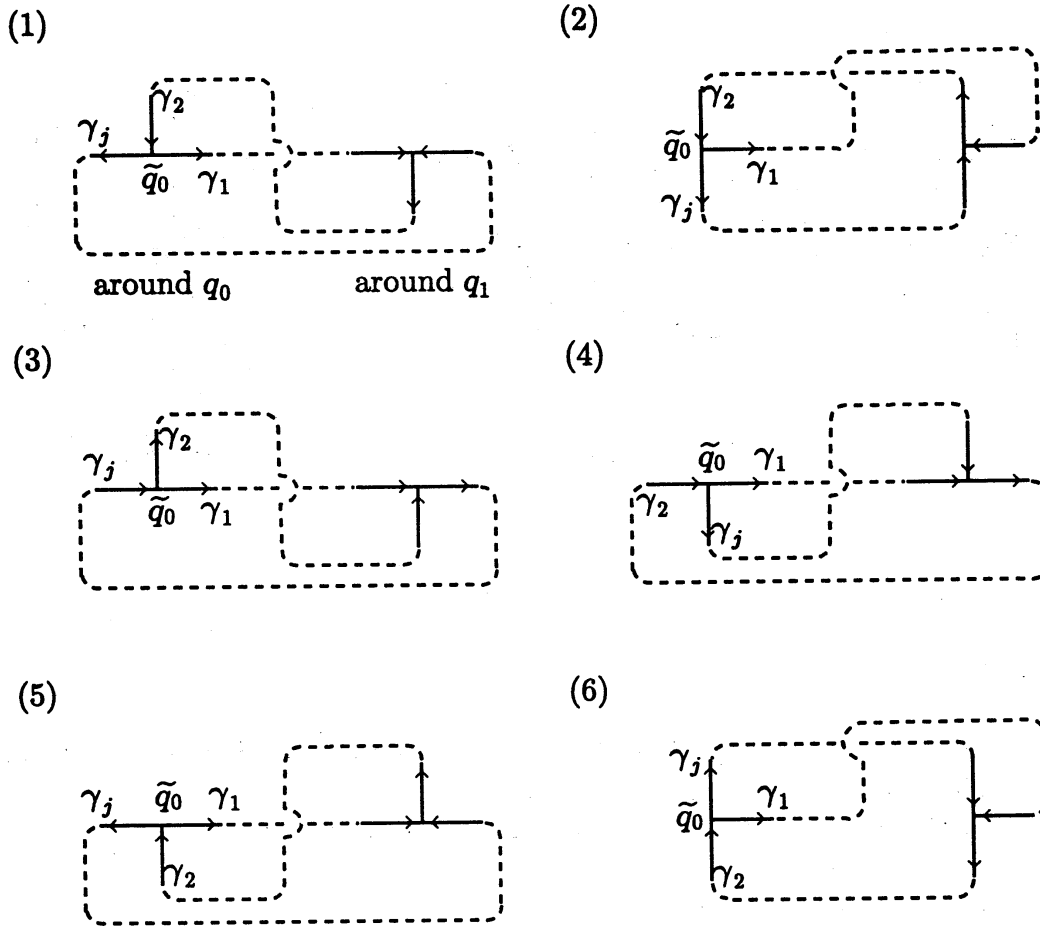 (1)
(2)
γ₂
γⱼ
q̃₀
γ₁
around q₀
around q₁
γ₂
q̃₀
γ₁
γⱼ
(3)
(4)
γ₂
γⱼ
q̃₀
γ₁
q̃₀
γ₁
γ₂
γⱼ
(5)
(6)
γⱼ
q̃₀
γ₁
γ₂
γⱼ
q̃₀
γ₁
γ₂